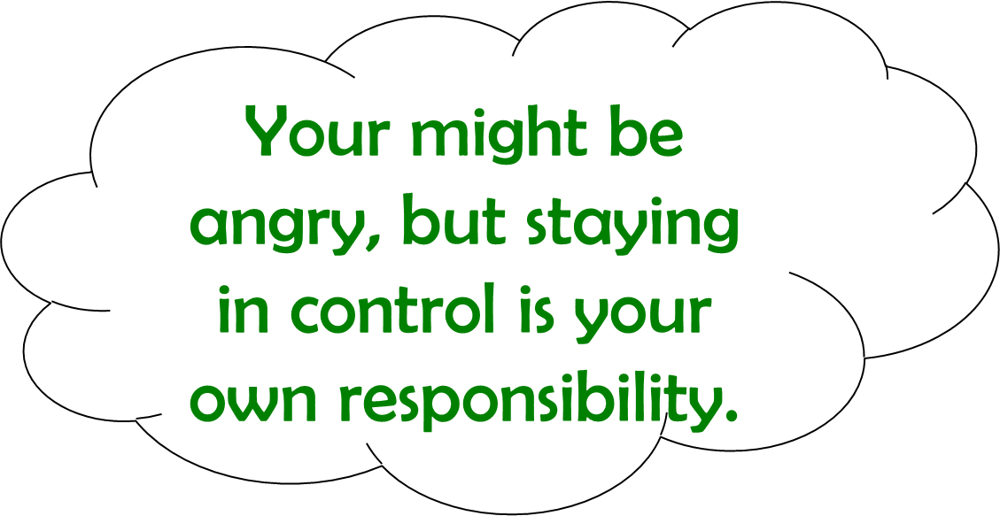 Your might be
angry, but staying
in control is your
own responsibility.